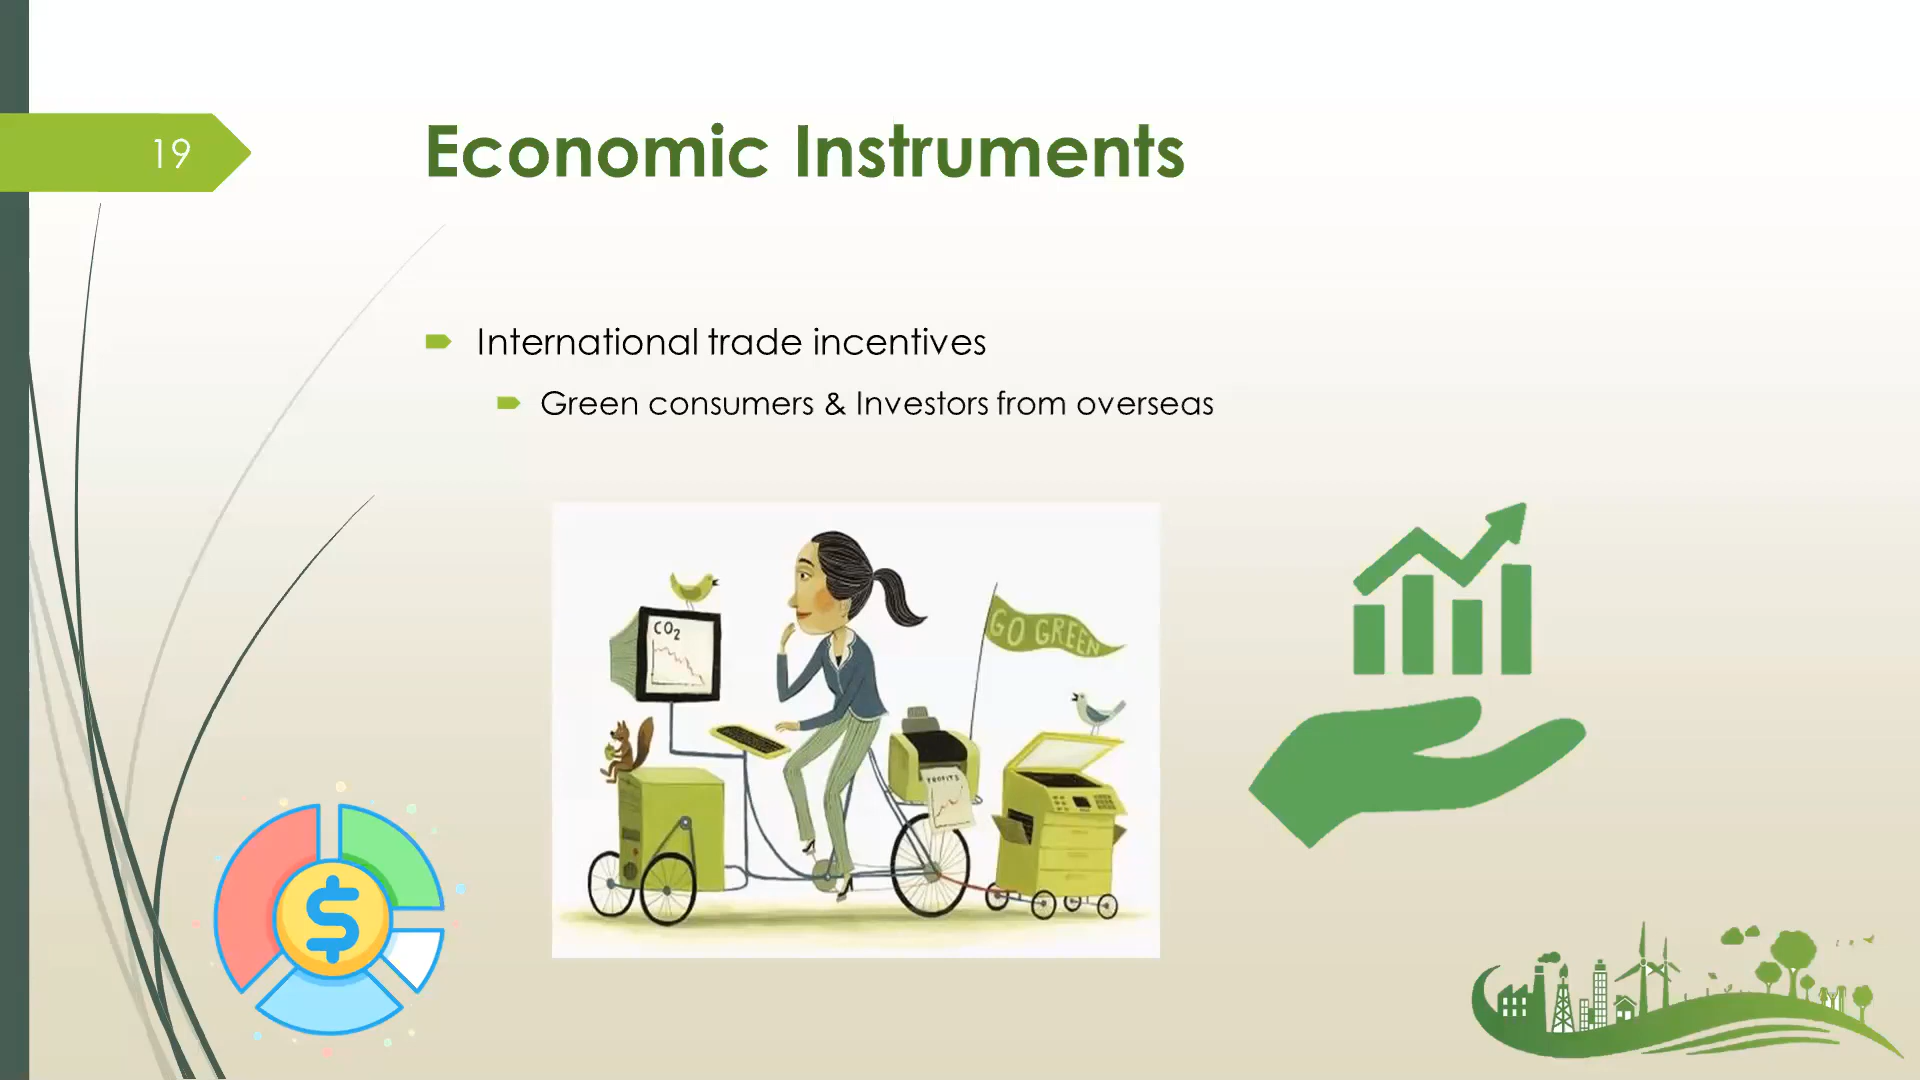 19
Economic Instruments
International trade incentives
Green consumers & Investors from overseas
CO2
GO GREEN
PROFITS
$